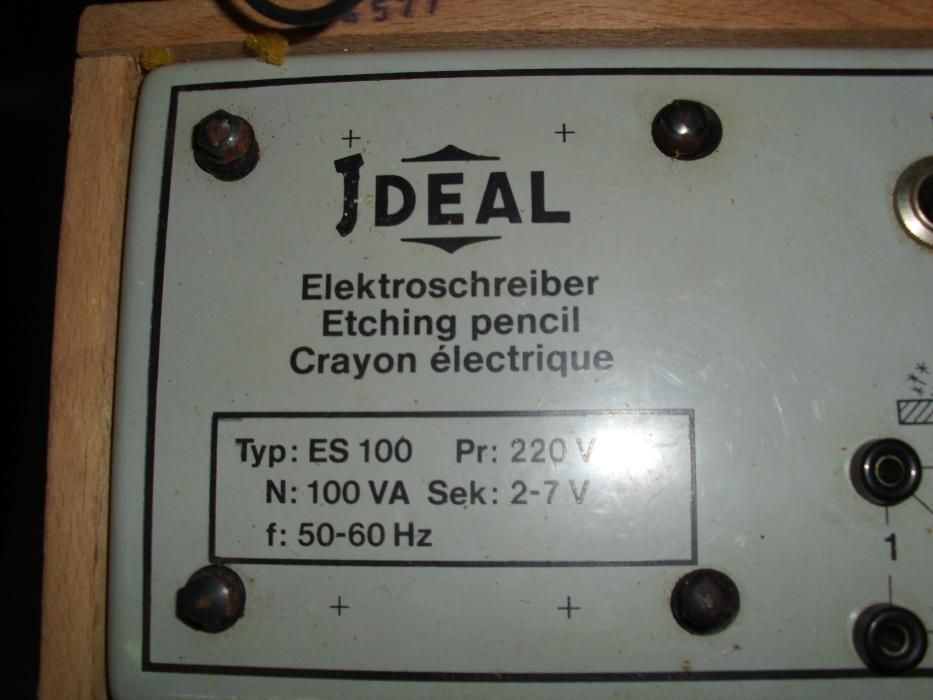 JDEAL
Elektroschreiber
Etching pencil
Crayon électrique
Typ: ES 100 Pr: 220 V
N: 100 VA Sek: 2-7 V
f: 50-60 Hz
1